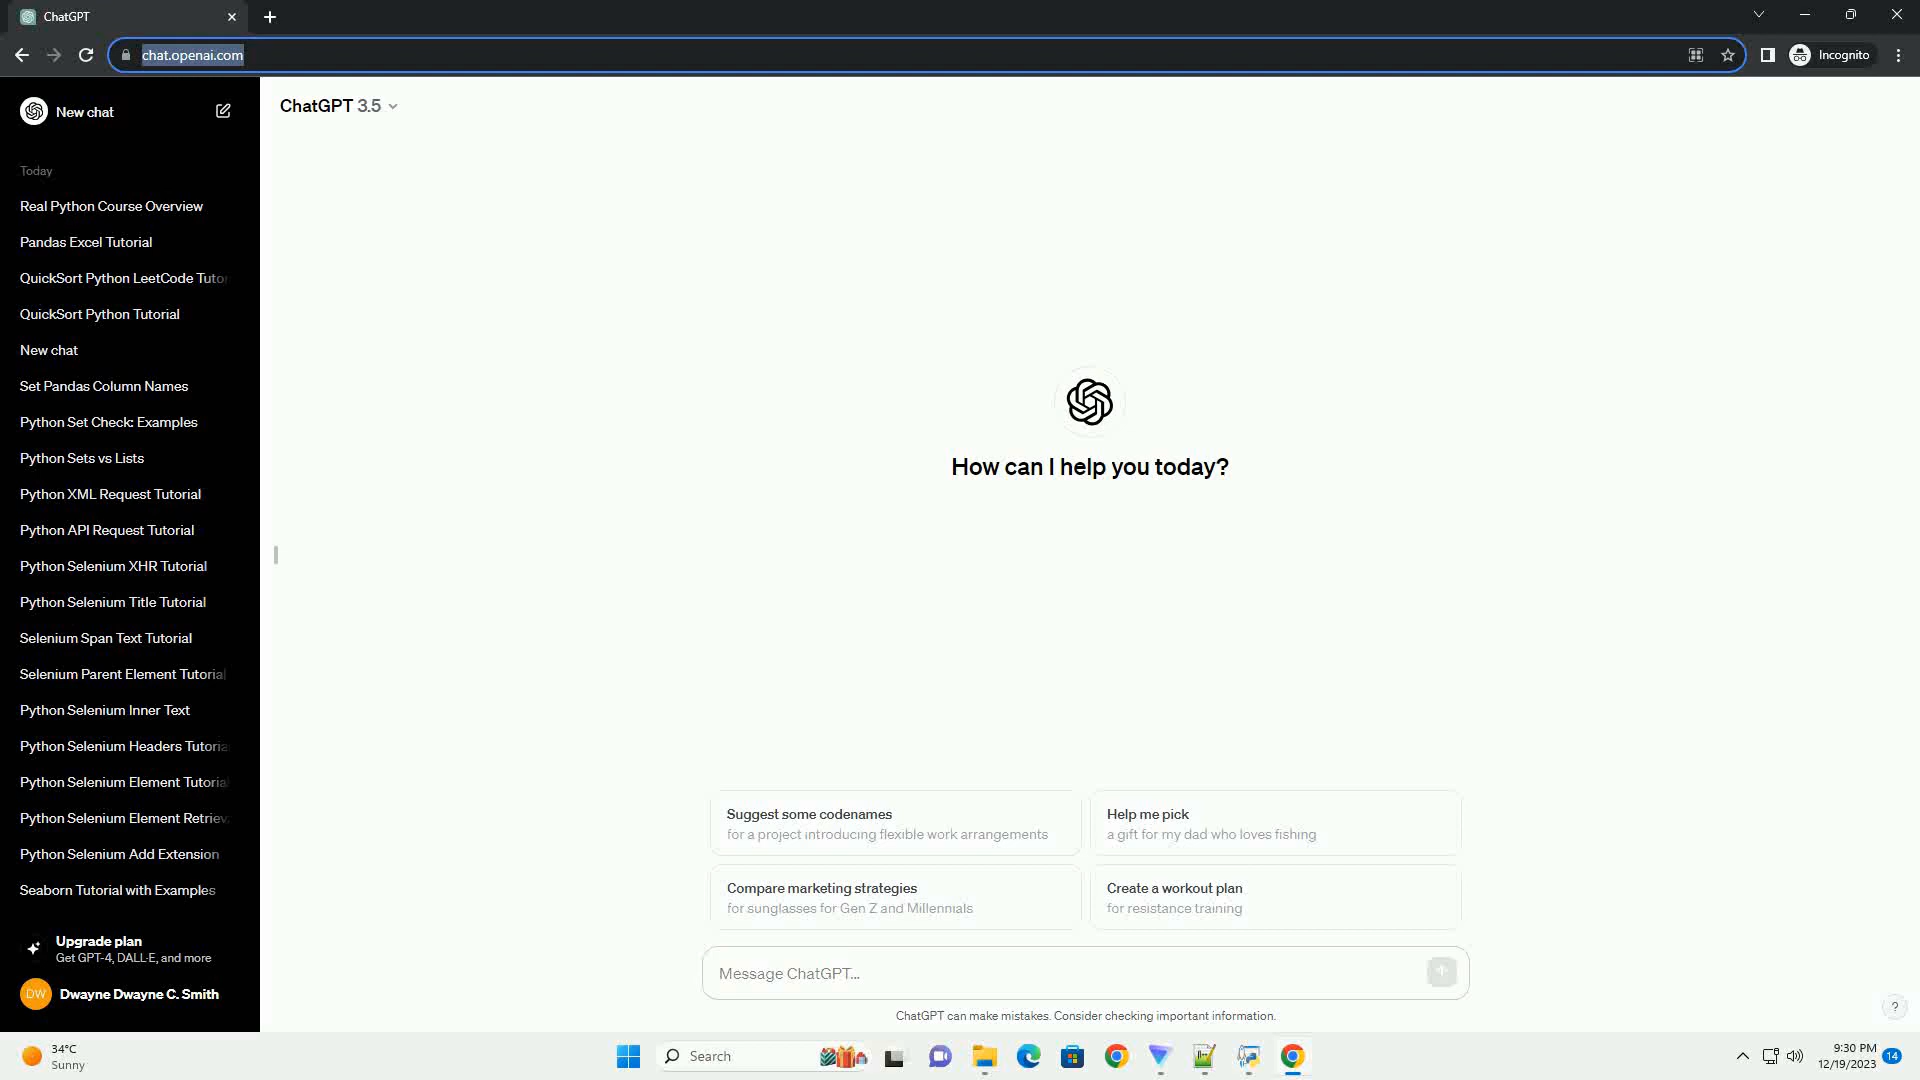 ChatGPT
chat.openai.com
Incognito
New chat
ChatGPT 3.5
Today
Real Python Course Overview
Pandas Excel Tutorial
QuickSort Python LeetCode Tutor
QuickSort Python Tutorial
New chat
Set Pandas Column Names
Python Set Check: Examples
Python Sets vs Lists
Python XML Request Tutorial
Python API Request Tutorial
Python Selenium XHR Tutorial
Python Selenium Title Tutorial
Selenium Span Text Tutorial
Selenium Parent Element Tutorial
Python Selenium Inner Text
Python Selenium Headers Tutoria
Python Selenium Element Tutorial
Python Selenium Element Retriev
Python Selenium Add Extension
Seaborn Tutorial with Examples
Upgrade plan
Get GPT-4, DALL·E, and more
DW
Dwayne Dwayne C. Smith
How can I help you today?
Suggest some codenames
for a project introducing flexible work arrangements
Help me pick
a gift for my dad who loves fishing
Compare marketing strategies
for sunglasses for Gen Z and Millennials
Create a workout plan
for resistance training
Message ChatGPT...
ChatGPT can make mistakes. Consider checking important information.
?
34°C
Sunny
Search
9:30 PM
12/19/2023
14